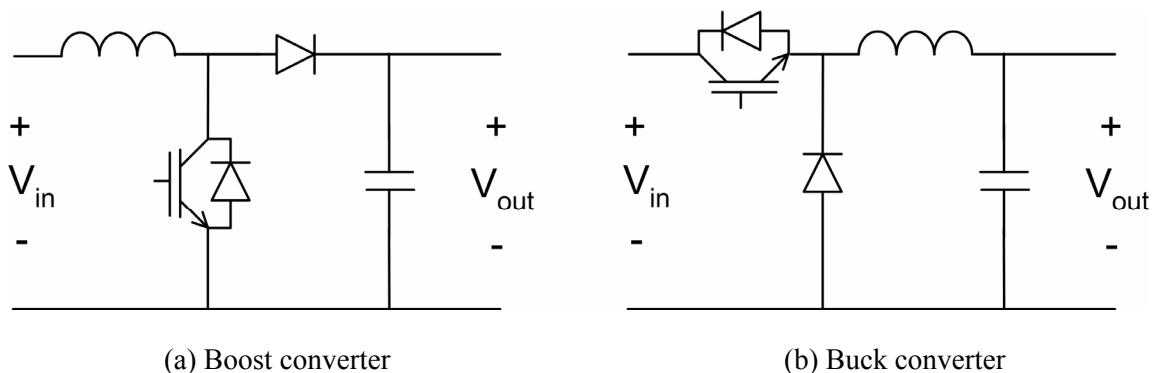 + + + +
V_in V_out V_in V_out
- - - -
(a) Boost converter (b) Buck converter